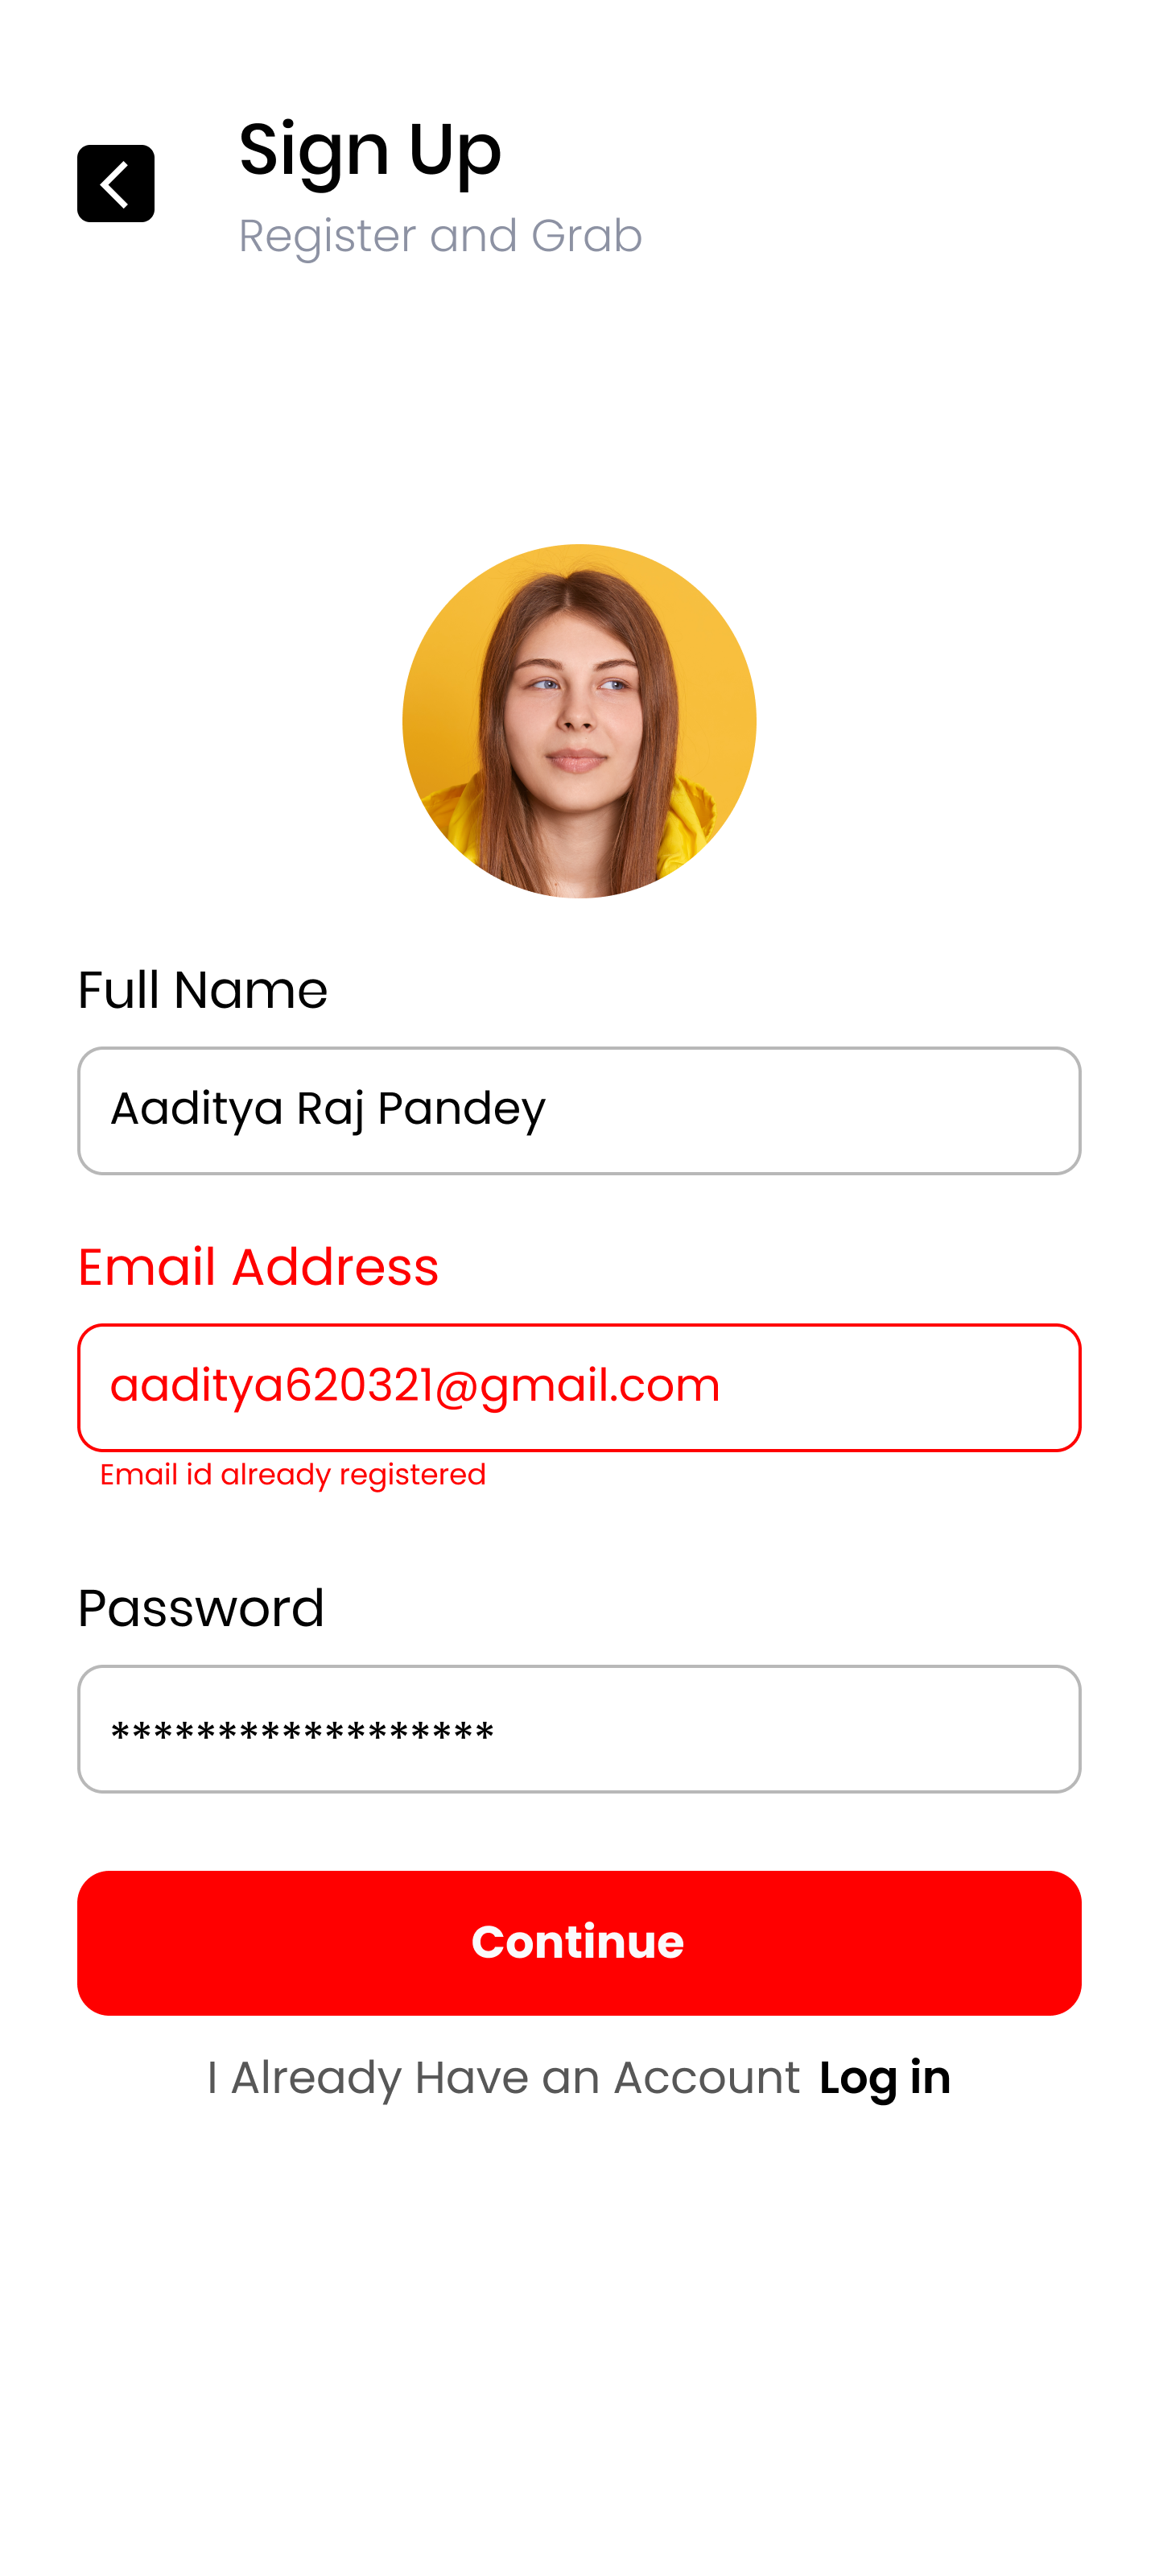 Sign Up
Register and Grab
Full Name
Aaditya Raj Pandey
Email Address
aaditya620321@gmail.com
Email id already registered
Password
******************
Continue
I Already Have an Account Log in